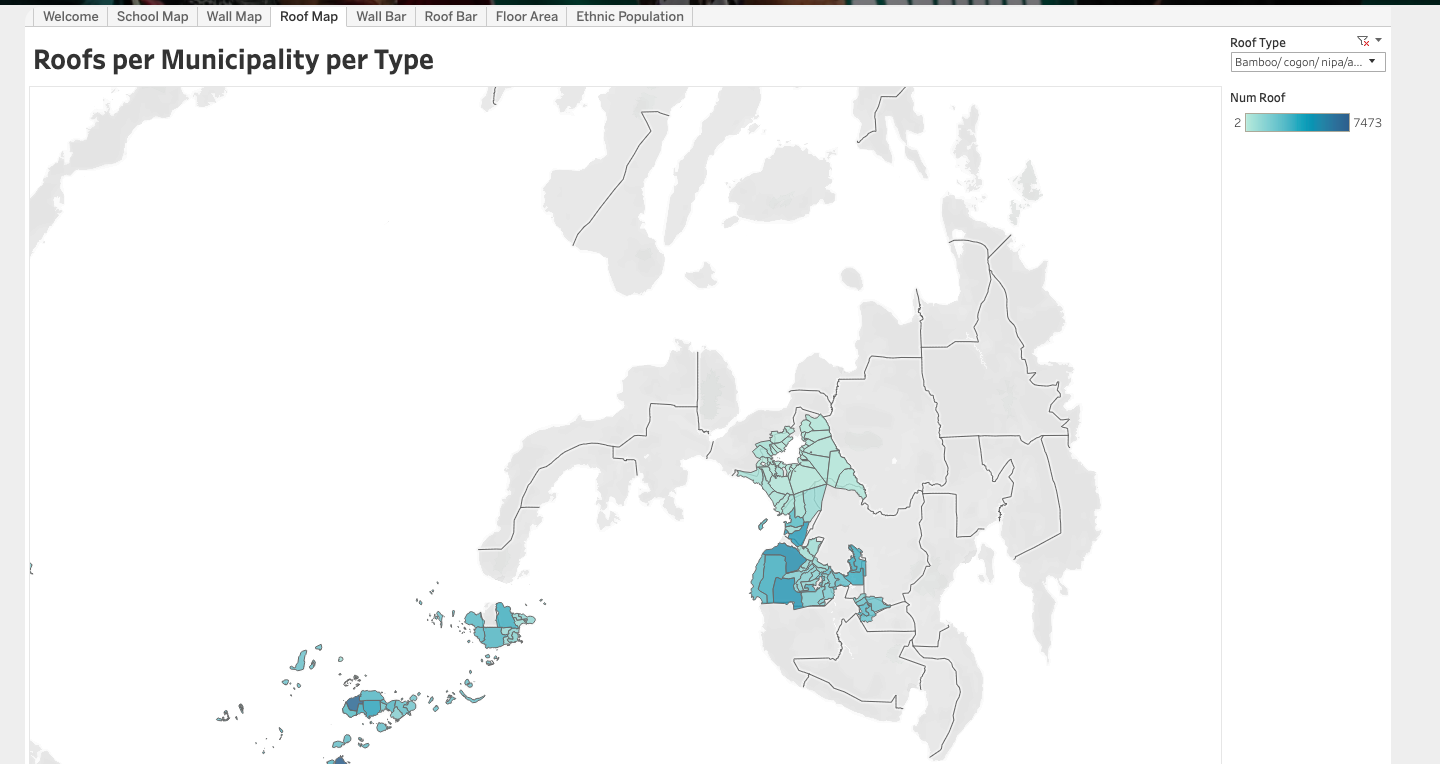 Welcome
School Map
Wall Map
Roof Map
Wall Bar
Roof Bar
Floor Area
Ethnic Population
Roofs per Municipality per Type
Roof Type
Bamboo/ cogon/ nipa/a...
Num Roof
2
7473